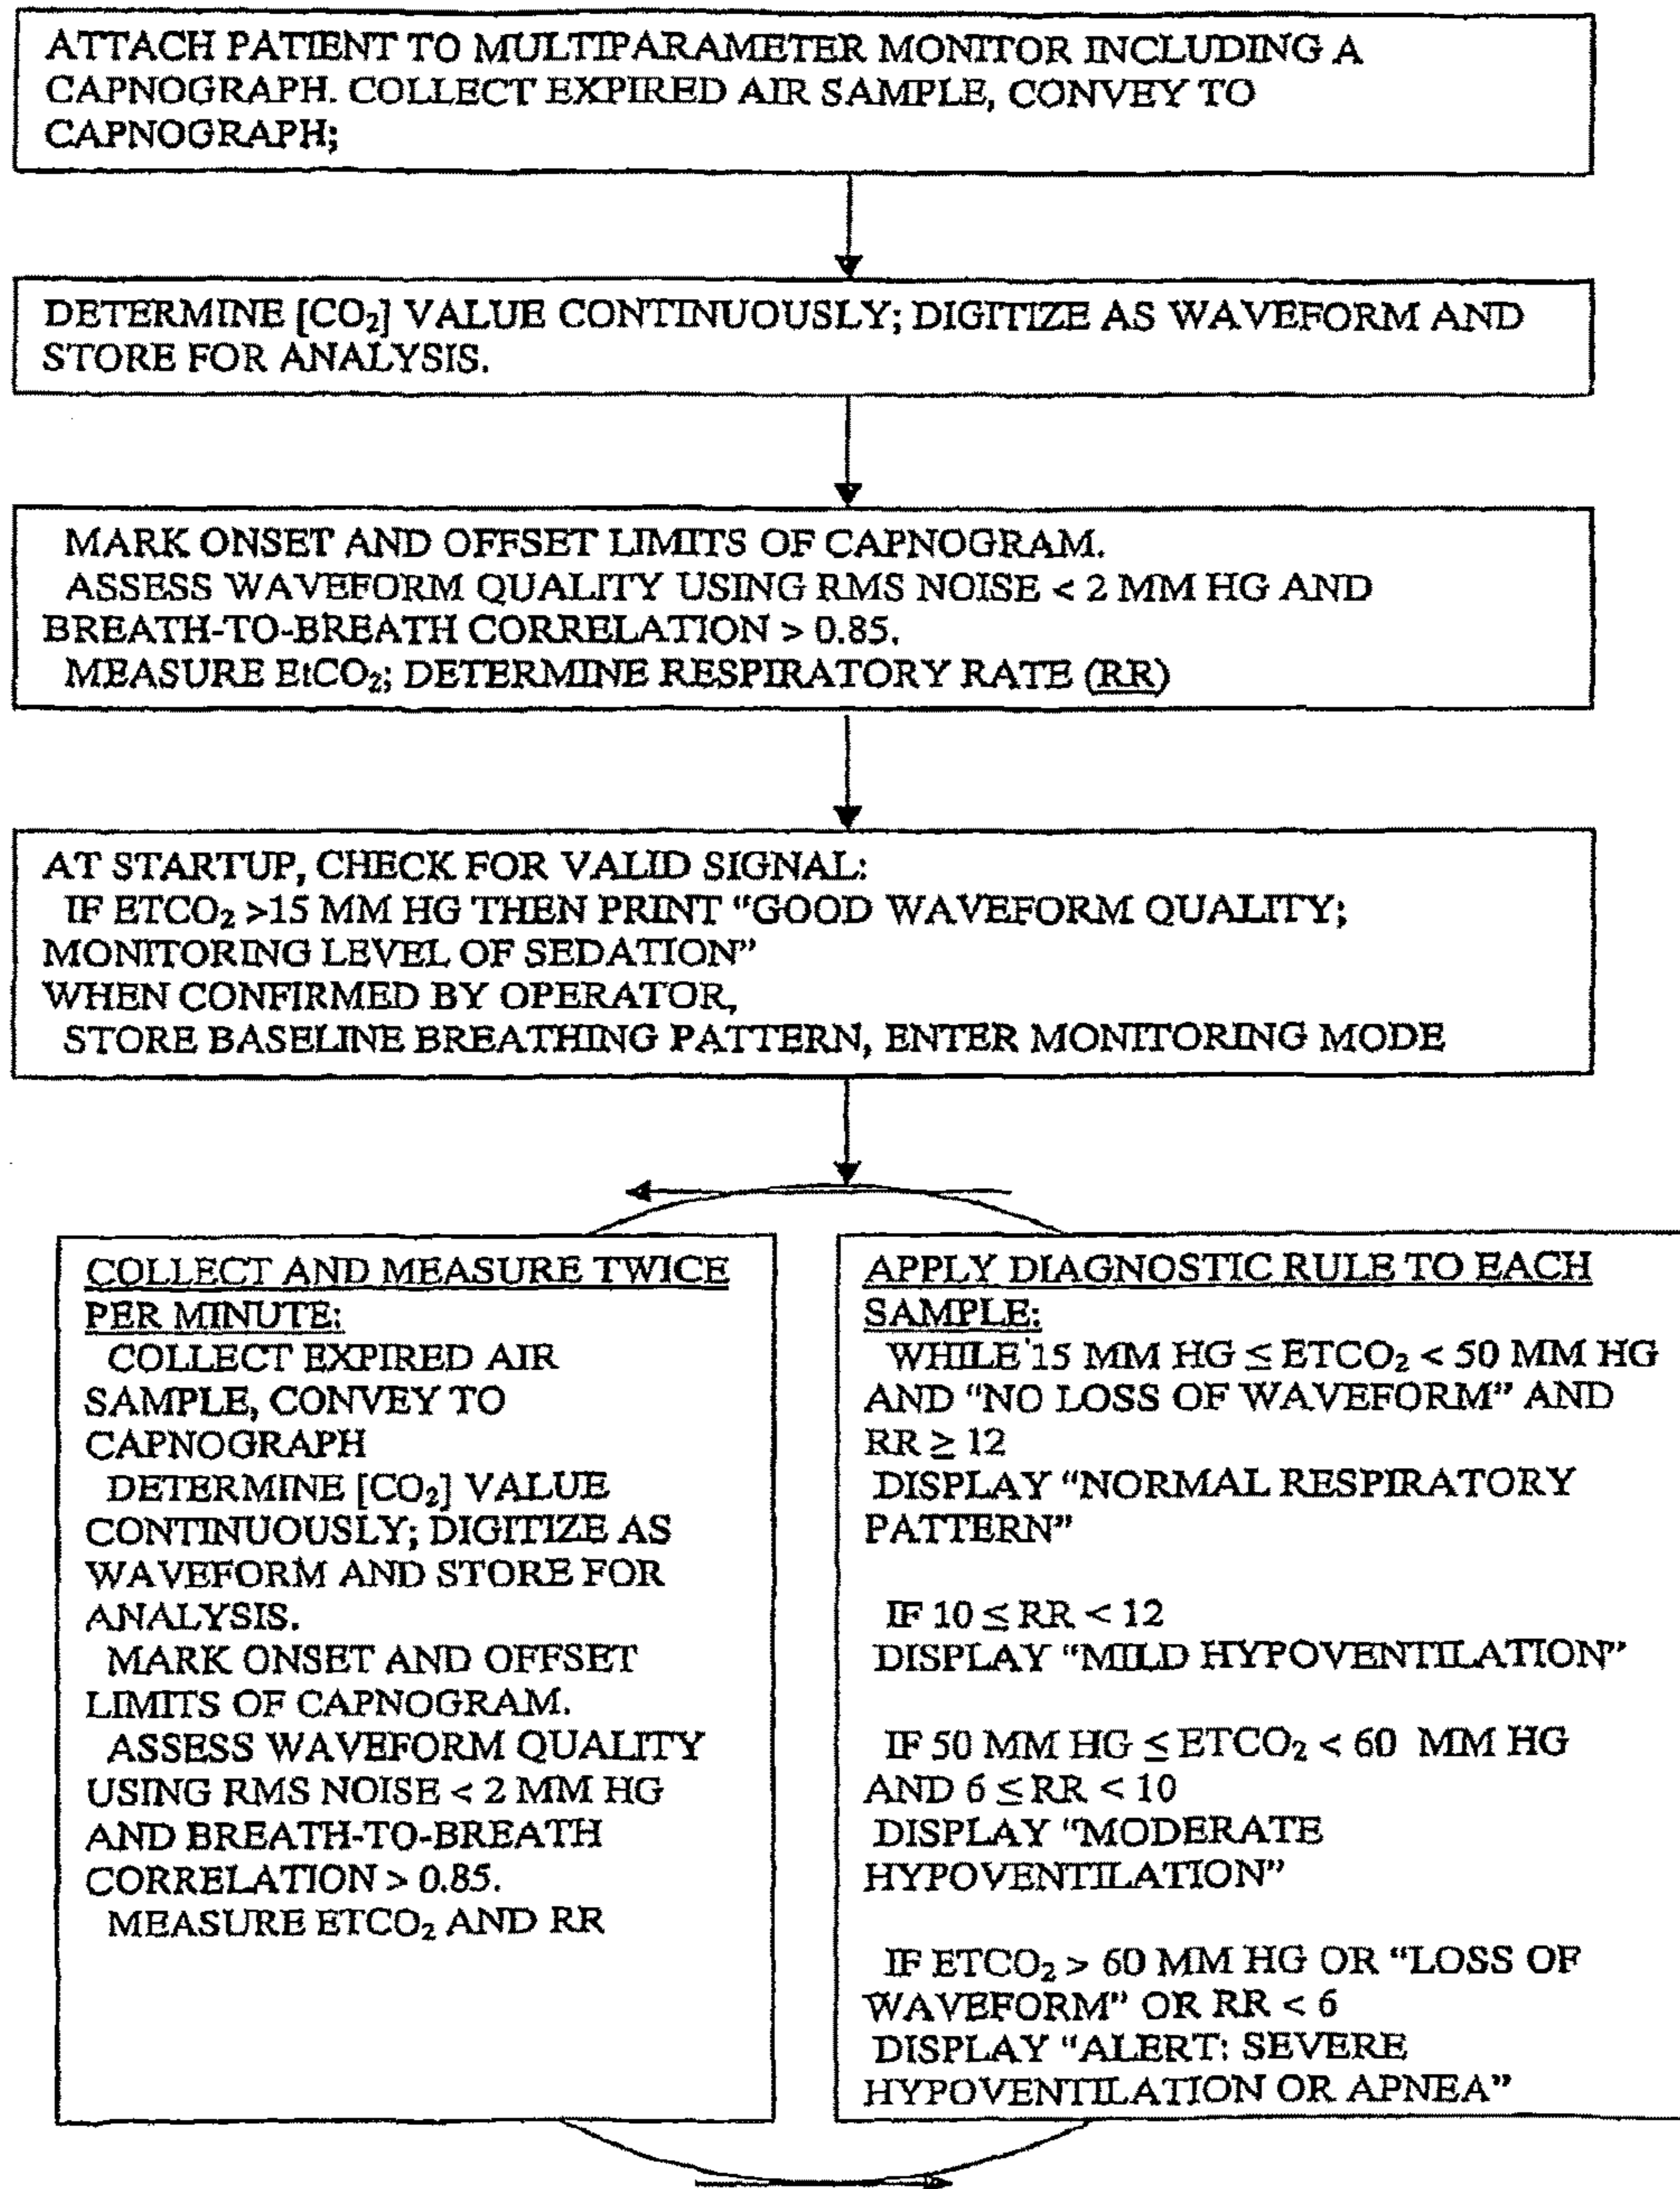 ATTACH PATIENT TO MULTIPARAMETER MONITOR INCLUDING A
CAPNOGRAPH. COLLECT EXPIRED AIR SAMPLE, CONVEY TO
CAPNOGRAPH;
DETERMINE [CO₂] VALUE CONTINUOUSLY; DIGITIZE AS WAVEFORM AND
STORE FOR ANALYSIS.
MARK ONSET AND OFFSET LIMITS OF CAPNOGRAM.
ASSESS WAVEFORM QUALITY USING RMS NOISE < 2 MM HG AND
BREATH-TO-BREATH CORRELATION > 0.85.
MEASURE EtCO₂; DETERMINE RESPIRATORY RATE (RR)
AT STARTUP, CHECK FOR VALID SIGNAL:
IF ETCO₂ >15 MM HG THEN PRINT “GOOD WAVEFORM QUALITY;
MONITORING LEVEL OF SEDATION”
WHEN CONFIRMED BY OPERATOR,
STORE BASELINE BREATHING PATTERN, ENTER MONITORING MODE
COLLECT AND MEASURE TWICE
PER MINUTE:
COLLECT EXPIRED AIR
SAMPLE, CONVEY TO
CAPNOGRAPH
DETERMINE [CO₂] VALUE
CONTINUOUSLY; DIGITIZE AS
WAVEFORM AND STORE FOR
ANALYSIS.
MARK ONSET AND OFFSET
LIMITS OF CAPNOGRAM.
ASSESS WAVEFORM QUALITY
USING RMS NOISE < 2 MM HG
AND BREATH-TO-BREATH
CORRELATION > 0.85.
MEASURE ETCO₂ AND RR
APPLY DIAGNOSTIC RULE TO EACH
SAMPLE:
WHILE 15 MM HG ≤ ETCO₂ < 50 MM HG
AND “NO LOSS OF WAVEFORM” AND
RR ≥ 12
DISPLAY “NORMAL RESPIRATORY
PATTERN”
IF 10 ≤ RR < 12
DISPLAY “MILD HYPOVENTILATION”
IF 50 MM HG ≤ ETCO₂ < 60 MM HG
AND 6 ≤ RR < 10
DISPLAY “MODERATE
HYPOVENTILATION”
IF ETCO₂ > 60 MM HG OR “LOSS OF
WAVEFORM” OR RR < 6
DISPLAY “ALERT: SEVERE
HYPOVENTILATION OR APNEA”